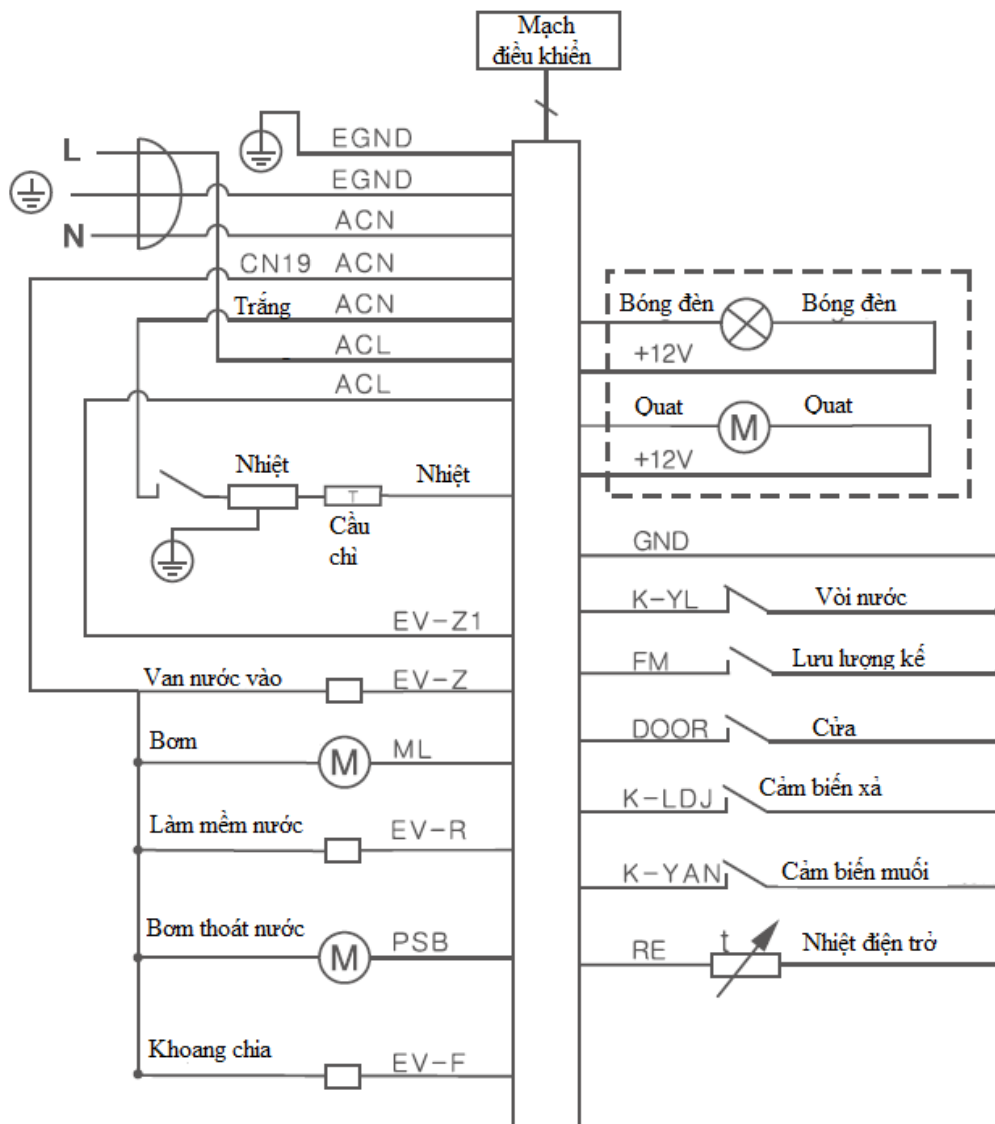 Mạch
điều khiển
L
N
EGND
EGND
ACN
CN19 ACN
Trắng
ACN
ACL
ACL
Nhiệt
T
Nhiệt
Cầu
chì
EV-Z1
Van nước vào
EV-Z
Bơm
ML
M
Làm mềm nước
EV-R
Bơm thoát nước
PSB
M
Khoang chia
EV-F
Bóng đèn
Bóng đèn
+12V
Quat
Quat
M
+12V
GND
K-YL
Vòi nước
FM
Lưu lượng kế
DOOR
Cửa
K-LDJ
Cảm biến xả
K-YAN
Cảm biến muối
RE
t
Nhiệt điện trở